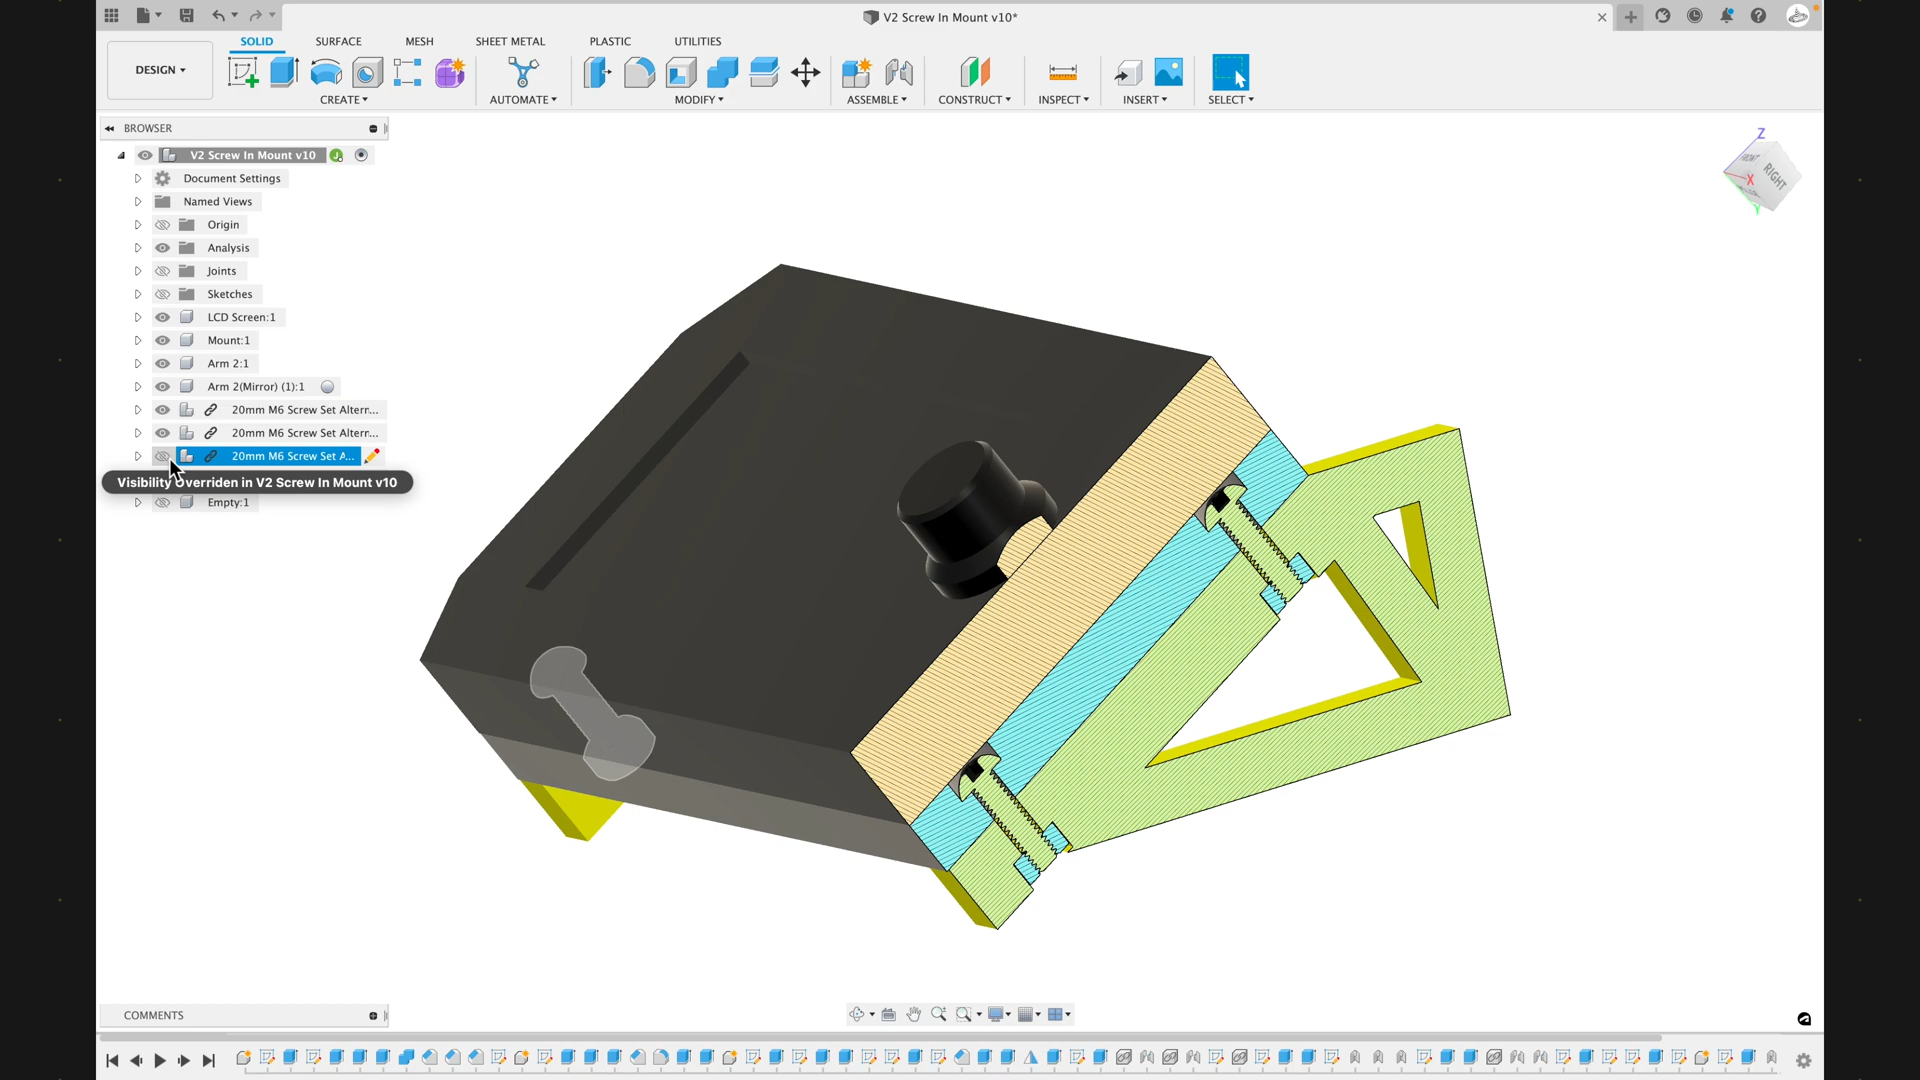 V2 Screw In Mount v10*
DESIGN
SOLID
SURFACE
MESH
SHEET METAL
PLASTIC
UTILITIES
CREATE
AUTOMATE
MODIFY
ASSEMBLE
CONSTRUCT
INSPECT
INSERT
SELECT
BROWSER
V2 Screw In Mount v10
Document Settings
Named Views
Origin
Analysis
Joints
Sketches
LCD Screen:1
Mount:1
Arm 2:1
Arm 2(Mirror) (1):1
20mm M6 Screw Set Altern...
20mm M6 Screw Set Altern...
20mm M6 Screw Set A...
Visibility Overriden in V2 Screw In Mount v10
Empty:1
Z
FRONT
RIGHT
X
Y
COMMENTS